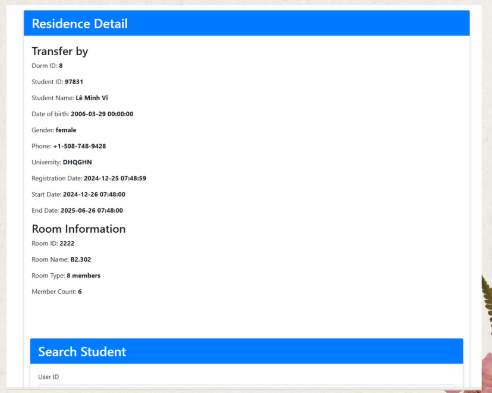 Residence Detail
Transfer by
Dorm ID: 8
Student ID: 97831
Student Name: Lê Minh Vi
Date of birth: 2006-03-29 00:00:00
Gender: female
Phone: +1-508-748-9428
University: DHQGHN
Registration Date: 2024-12-25 07:48:59
Start Date: 2024-12-26 07:48:00
End Date: 2025-06-26 07:48:00
Room Information
Room ID: 2222
Room Name: B2.302
Room Type: 8 members
Member Count: 6
Search Student
User ID